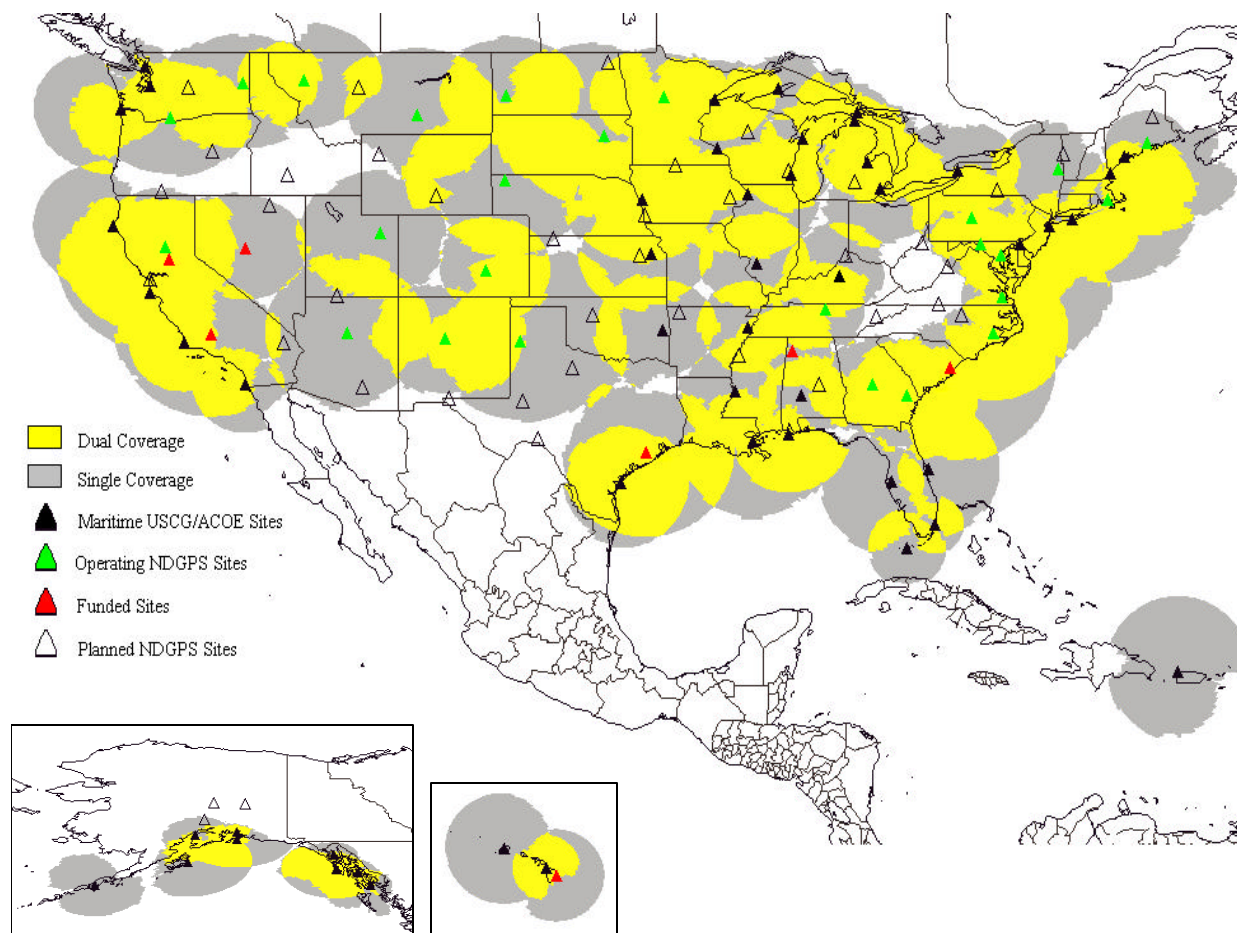 Dual Coverage
Single Coverage
Maritime USCG/ACOE Sites
Operating NDGPS Sites
Funded Sites
Planned NDGPS Sites